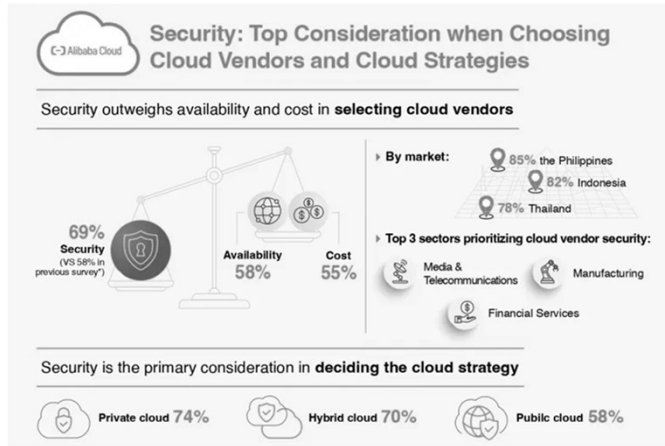 Alibaba Cloud
Security: Top Consideration when Choosing
Cloud Vendors and Cloud Strategies
Security outweighs availability and cost in selecting cloud vendors
69%
Security
(VS 58% in
previous survey*)
Availability
58%
Cost
55%
By market:
85% the Philippines
82% Indonesia
78% Thailand
Top 3 sectors prioritizing cloud vendor security:
Media &
Telecommunications
Manufacturing
Financial Services
Security is the primary consideration in deciding the cloud strategy
Private cloud 74%
Hybrid cloud 70%
Pubilc cloud 58%